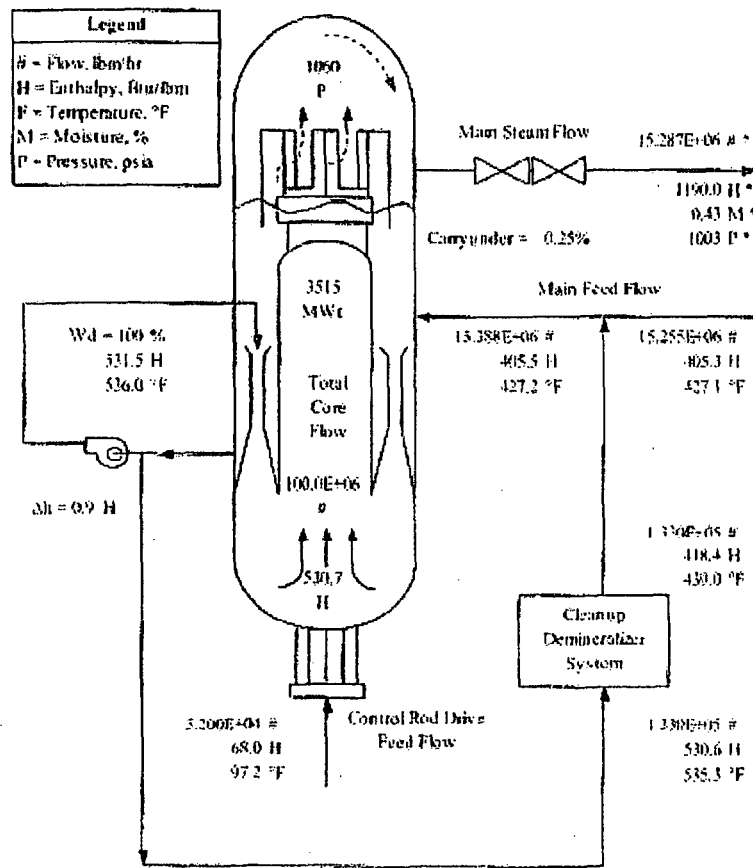 Legend
# = Flow, lbm/hr
H = Enthalpy, Btu/lbm
F = Temperature, °F
M = Moisture, %
P = Pressure, psia
1060
P
Main Steam Flow
15.287E+06 # *
1190.0 H *
0.43 M *
1003 P *
Carryunder = 0.25%
3515
MWt
Main Feed Flow
Wd = 100 %
531.5 H
536.0 °F
15.388E+06 #
405.5 H
427.2 °F
15.255E+06 #
405.3 H
427.1 °F
Total
Core
Flow
100.0E+06
#
Δh = 0.9 H
530.7
H
1.330E+05 #
418.4 H
439.0 °F
Cleanup
Demineralizer
System
Control Rod Drive
Feed Flow
3.200E+04 #
68.0 H
97.2 °F
1.330E+05 #
530.6 H
535.3 °F